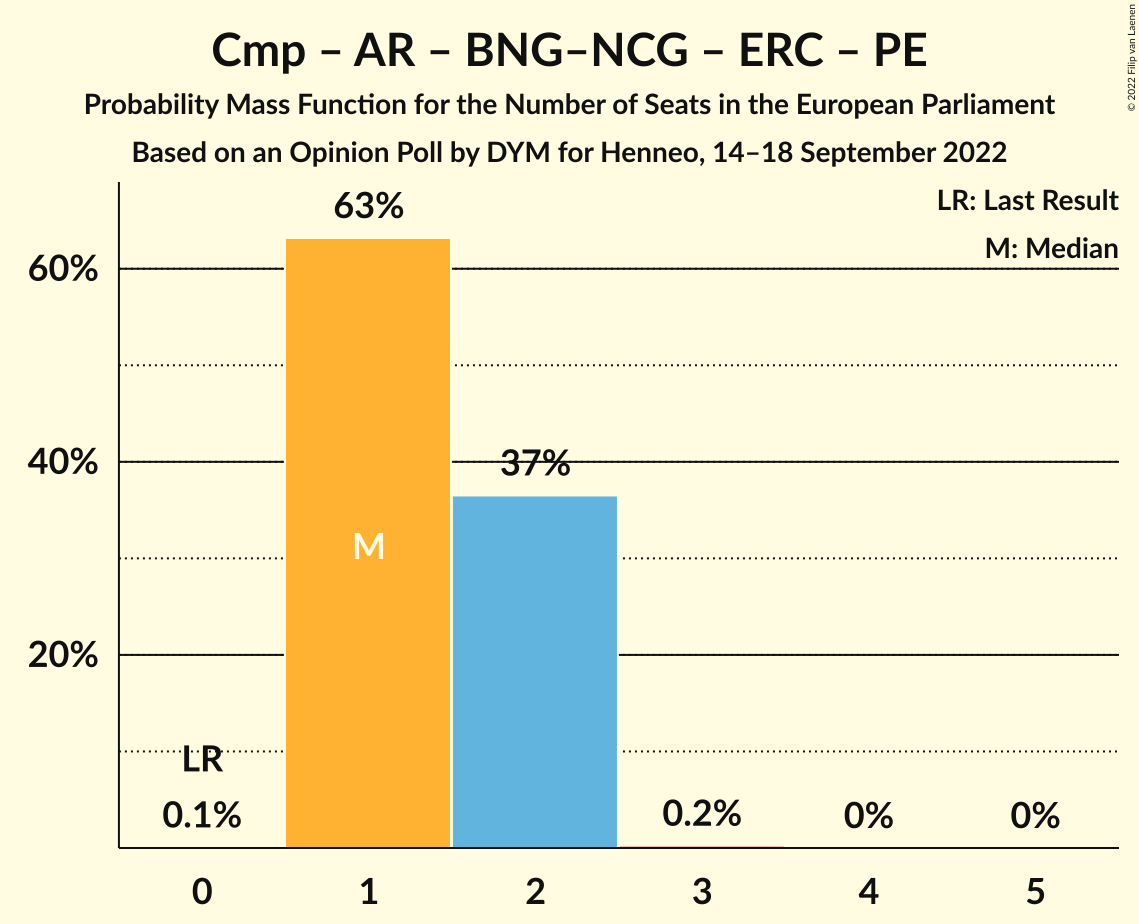 Cmp – AR – BNG–NCG – ERC – PE
Probability Mass Function for the Number of Seats in the European Parliament
Based on an Opinion Poll by DYM for Henneo, 14–18 September 2022
© 2022 Filip van Laenen
LR: Last Result
M: Median
63%
60%
40%
37%
M
20%
LR
0.1%
0.2%
0%
0%
0
1
2
3
4
5